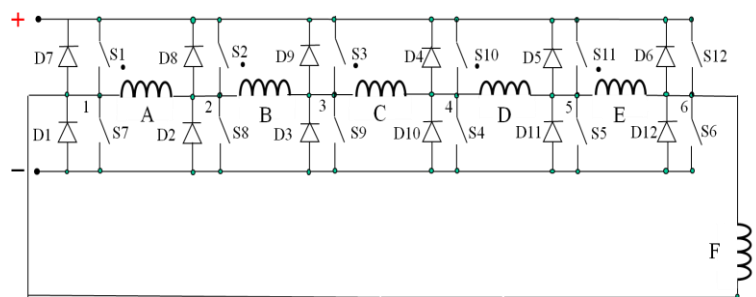 +
D7 S1 D8 S2 D9 S3 D4 S10 D5 S11 D6 S12
1 A 2 B 3 C 4 D 5 E 6
D1 S7 D2 S8 D3 S9 D10 S4 D11 S5 D12 S6
−
F